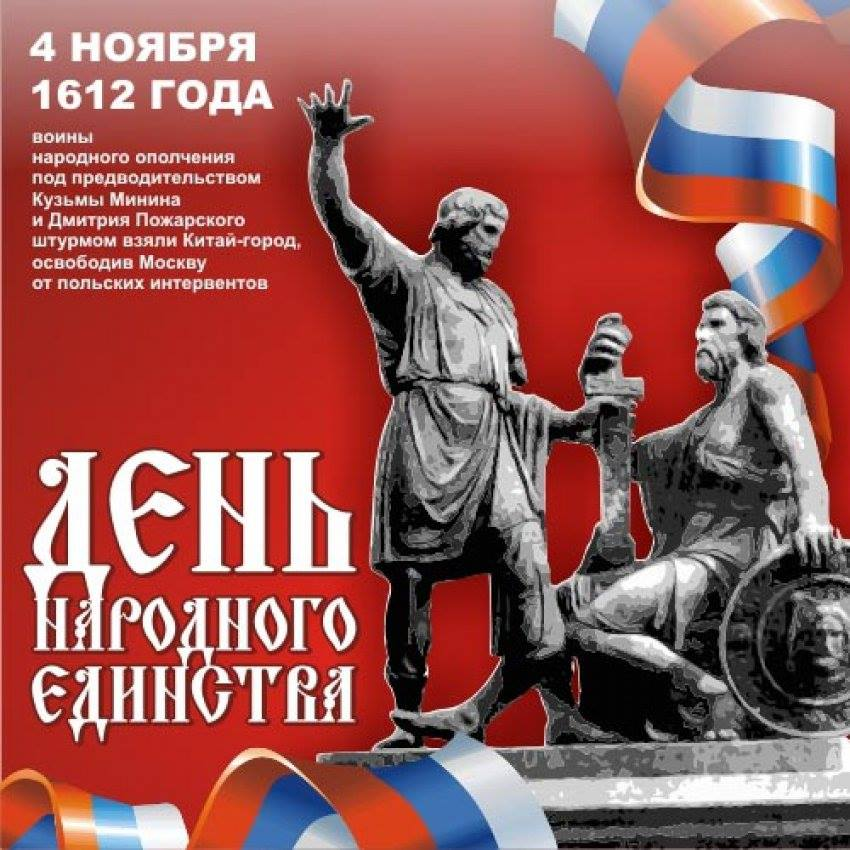 4 НОЯБРЯ
1612 ГОДА
воины
народного ополчения
под предводительством
Кузьмы Минина
и Дмитрия Пожарского
штурмом взяли Китай-город,
освободив Москву
от польских интервентов
ДЕНЬ
НАРОДНОГО
ЕДИНСТВА